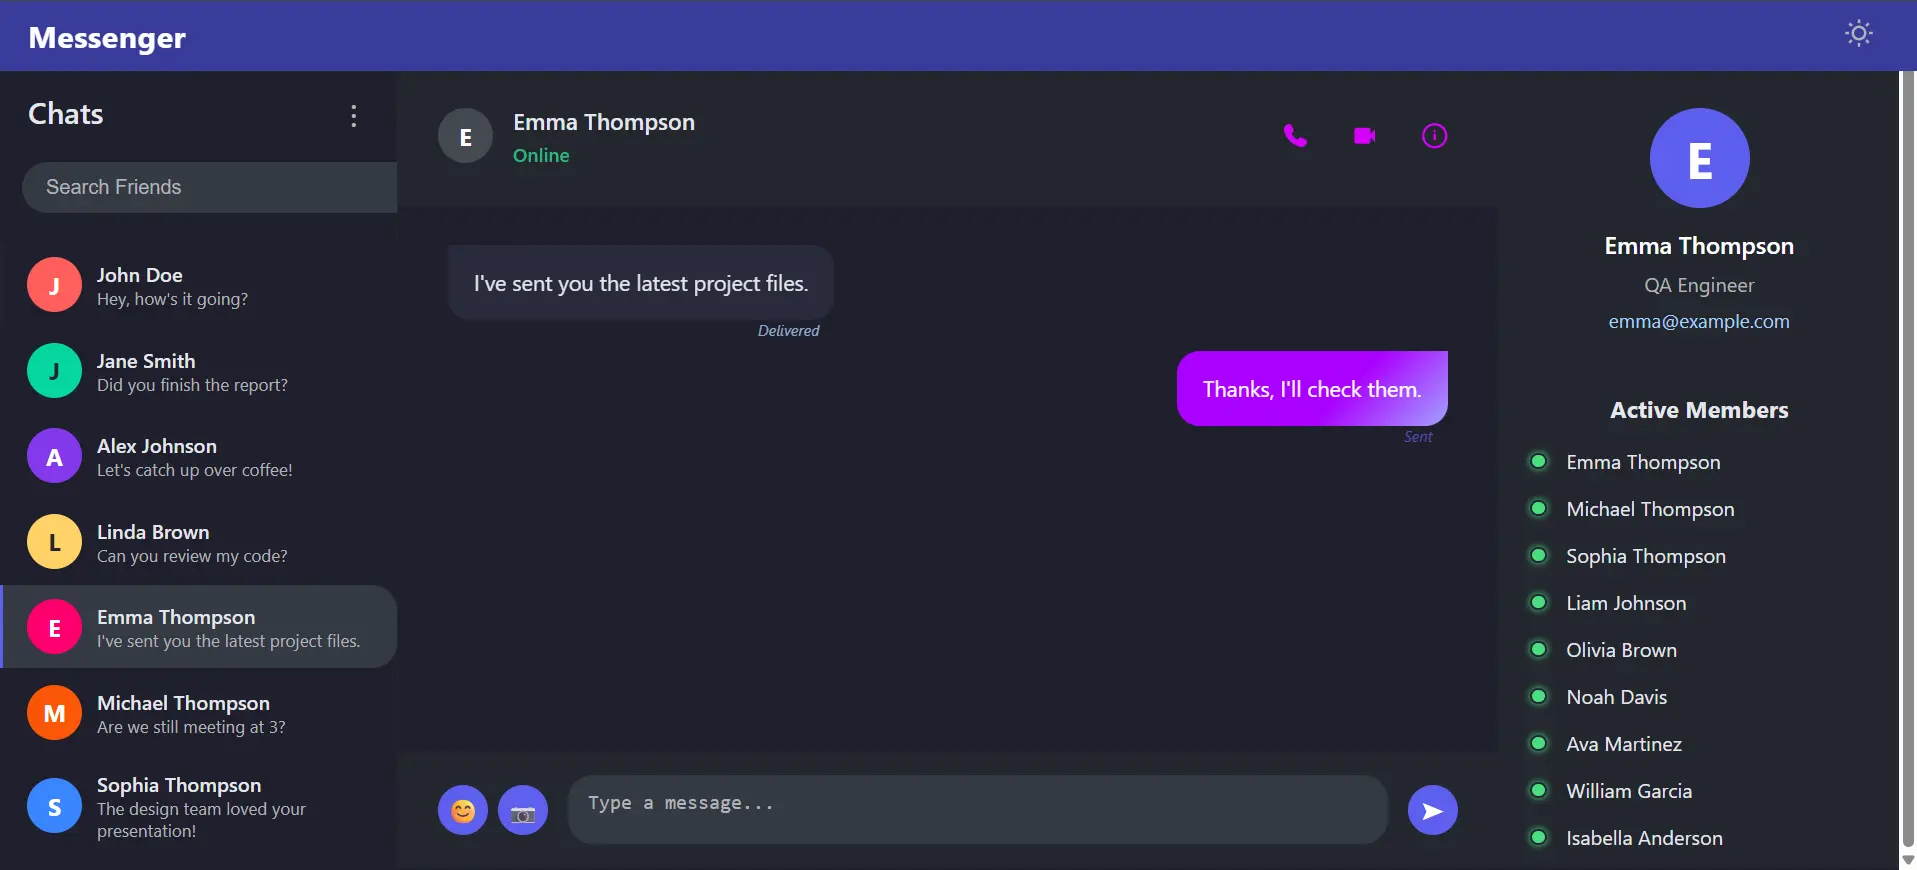 Messenger
Chats
Search Friends
J
John Doe
Hey, how's it going?
J
Jane Smith
Did you finish the report?
A
Alex Johnson
Let's catch up over coffee!
L
Linda Brown
Can you review my code?
E
Emma Thompson
I've sent you the latest project files.
M
Michael Thompson
Are we still meeting at 3?
S
Sophia Thompson
The design team loved your
presentation!
E
Emma Thompson
Online
I've sent you the latest project files.
Delivered
Thanks, I'll check them.
Sent
Type a message...
E
Emma Thompson
QA Engineer
emma@example.com
Active Members
Emma Thompson
Michael Thompson
Sophia Thompson
Liam Johnson
Olivia Brown
Noah Davis
Ava Martinez
William Garcia
Isabella Anderson